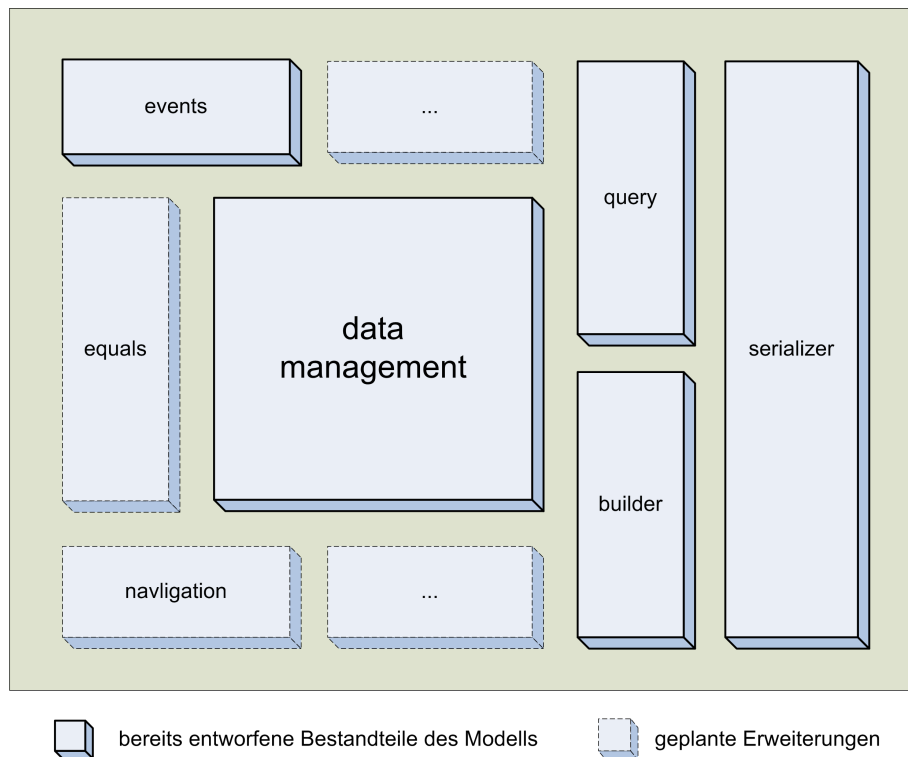 events
...
query
equals
data
management
serializer
builder
navligation
...
bereits entworfene Bestandteile des Modells
geplante Erweiterungen